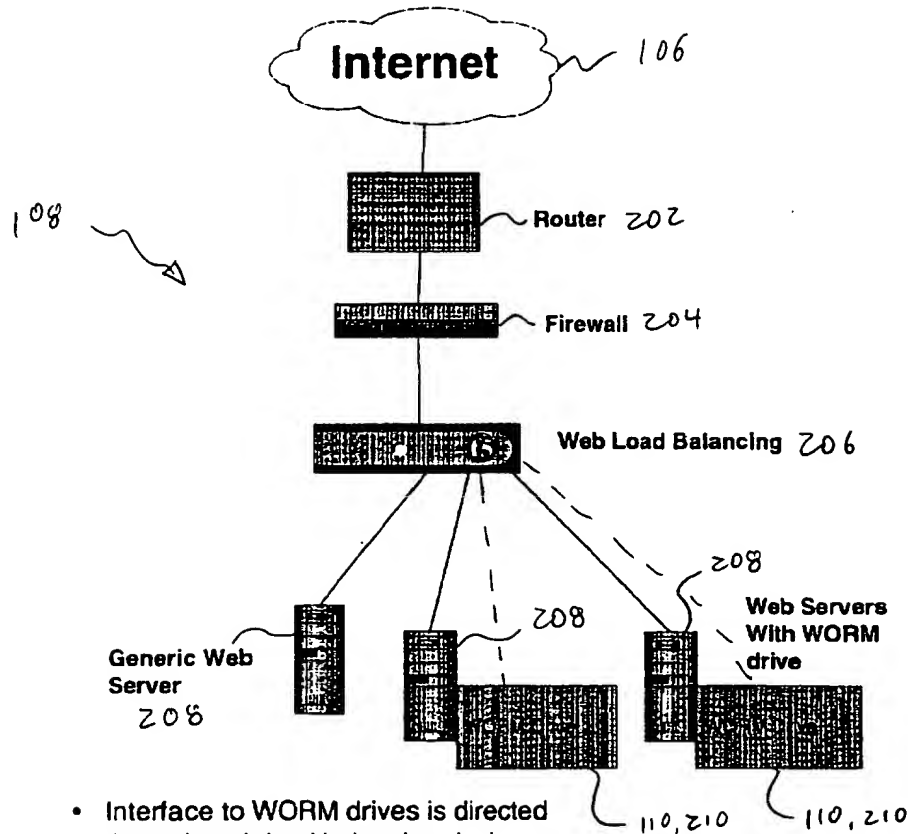 Internet
106
108
Router 202
Firewall 204
Web Load Balancing 206
208
Web Servers
With WORM
drive
208
Generic Web
Server
208
• Interface to WORM drives is directed
110, 210
110, 210